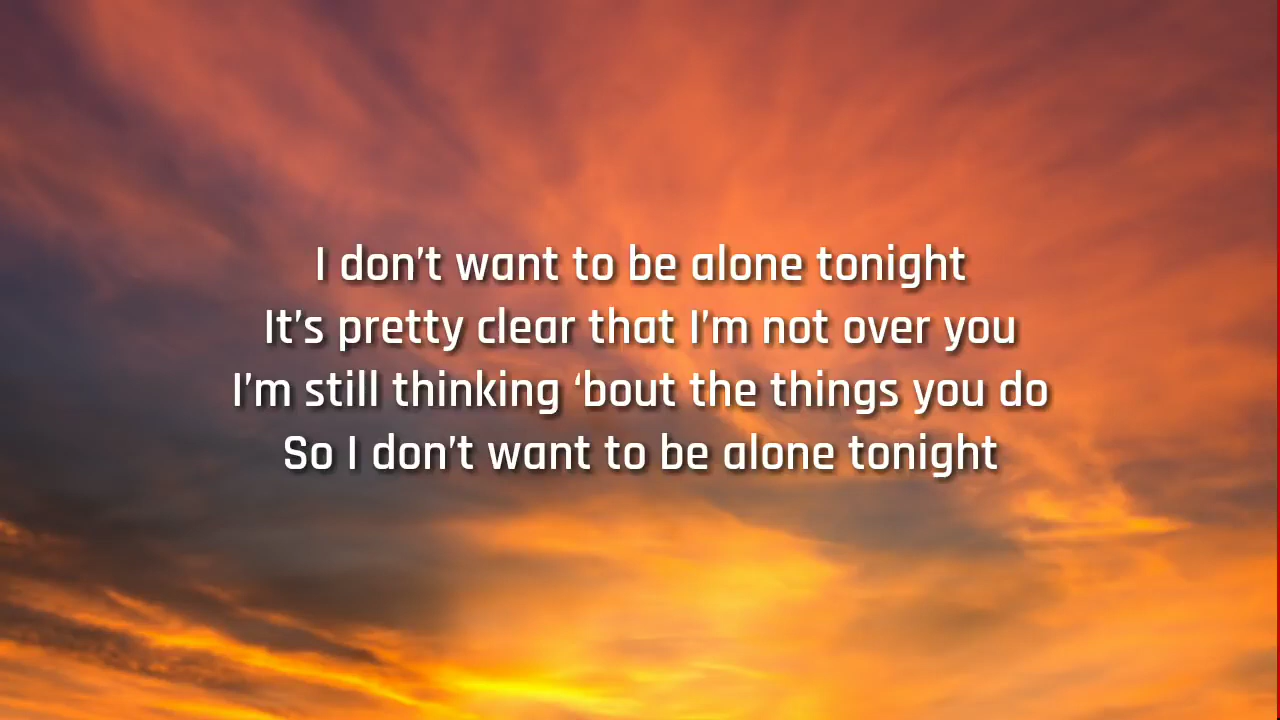 I don’t want to be alone tonight
It’s pretty clear that I’m not over you
I’m still thinking ‘bout the things you do
So I don’t want to be alone tonight